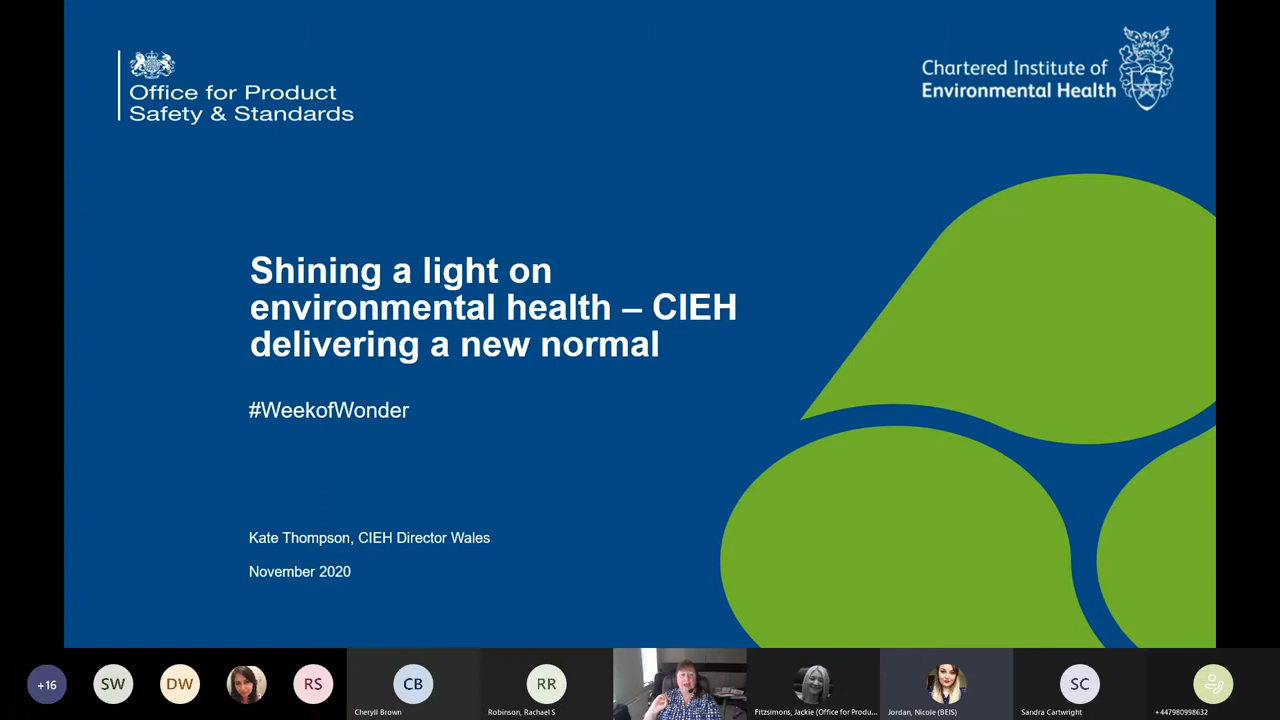 Office for Product
Safety & Standards
Chartered Institute of
Environmental Health
Shining a light on
environmental health – CIEH
delivering a new normal
#WeekofWonder
Kate Thompson, CIEH Director Wales
November 2020
+16
SW
DW
RS
CB
Cheryll Brown
RR
Robinson, Rachael S
Fitzsimons, Jackie (Office for Produ...
Jordan, Nicole (BEIS)
SC
Sandra Cartwright
+447980998632